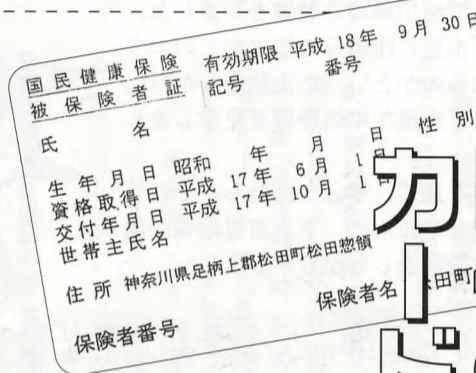 国民健康保険
被保険者証
有効期限 平成 18年 9月 30日
記号 番号
氏名
性別
生年月日 昭和 年 月 日
資格取得日 平成 17年 6月 1日
交付年月日 平成 17年 10月 1日
世帯主氏名
住所 神奈川県足柄上郡松田町松田惣領
保険者番号
保険者名 松田町
カード